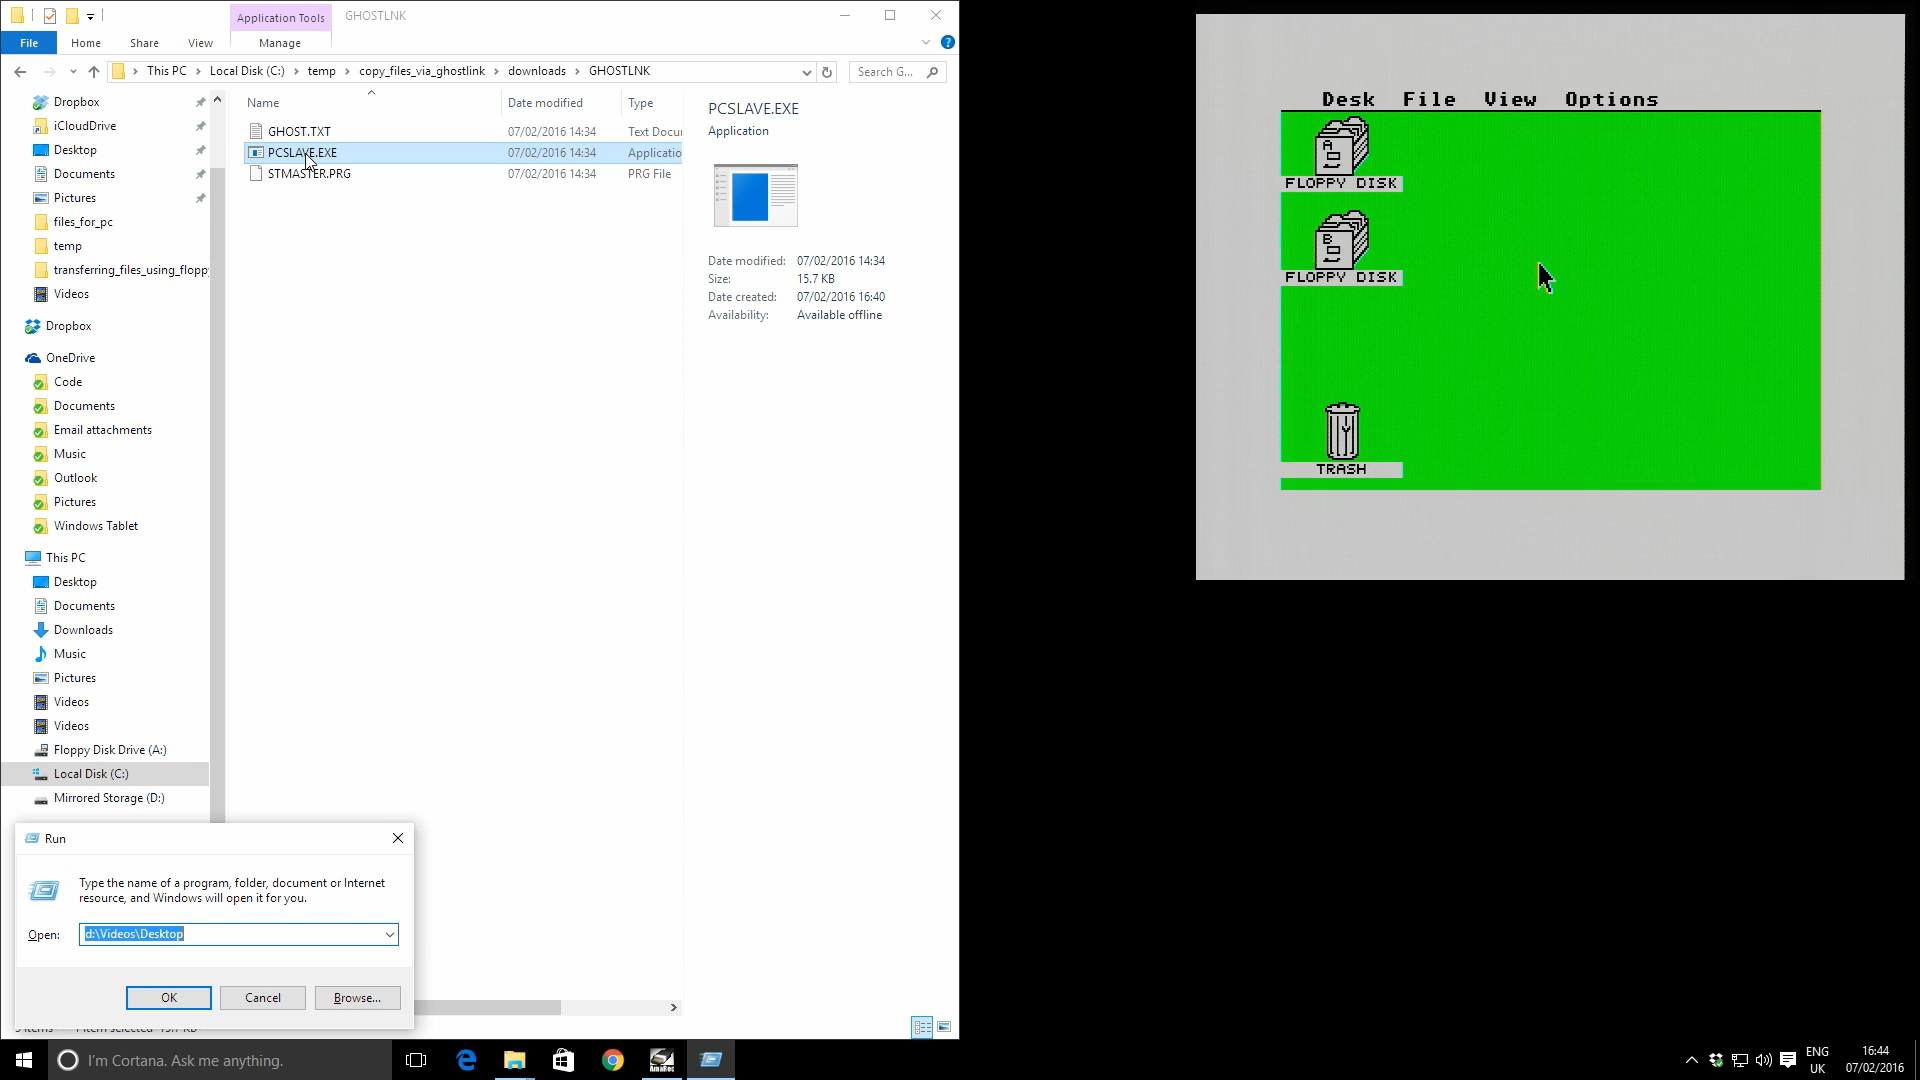 Application Tools
GHOSTLNK
File
Home
Share
View
Manage
This PC
Local Disk (C:)
temp
copy_files_via_ghostlink
downloads
GHOSTLNK
Search G...
Dropbox
iCloudDrive
Desktop
Documents
Pictures
files_for_pc
temp
transferring_files_using_flopp
Videos
Dropbox
OneDrive
Code
Documents
Email attachments
Music
Outlook
Pictures
Windows Tablet
This PC
Desktop
Documents
Downloads
Music
Pictures
Videos
Videos
Floppy Disk Drive (A:)
Local Disk (C:)
Mirrored Storage (D:)
Name
Date modified
Type
GHOST.TXT
07/02/2016 14:34
Text Docu
PCSLAVE.EXE
07/02/2016 14:34
Applicatio
STMASTER.PRG
07/02/2016 14:34
PRG File
PCSLAVE.EXE
Application
Date modified: 07/02/2016 14:34
Size: 15.7 KB
Date created: 07/02/2016 16:40
Availability: Available offline
Run
Type the name of a program, folder, document or Internet
resource, and Windows will open it for you.
Open:
d:\Videos\Desktop
OK
Cancel
Browse...
Desk File View Options
A
FLOPPY DISK
B
FLOPPY DISK
TRASH
I'm Cortana. Ask me anything.
AmaRec
ENG
UK
16:44
07/02/2016